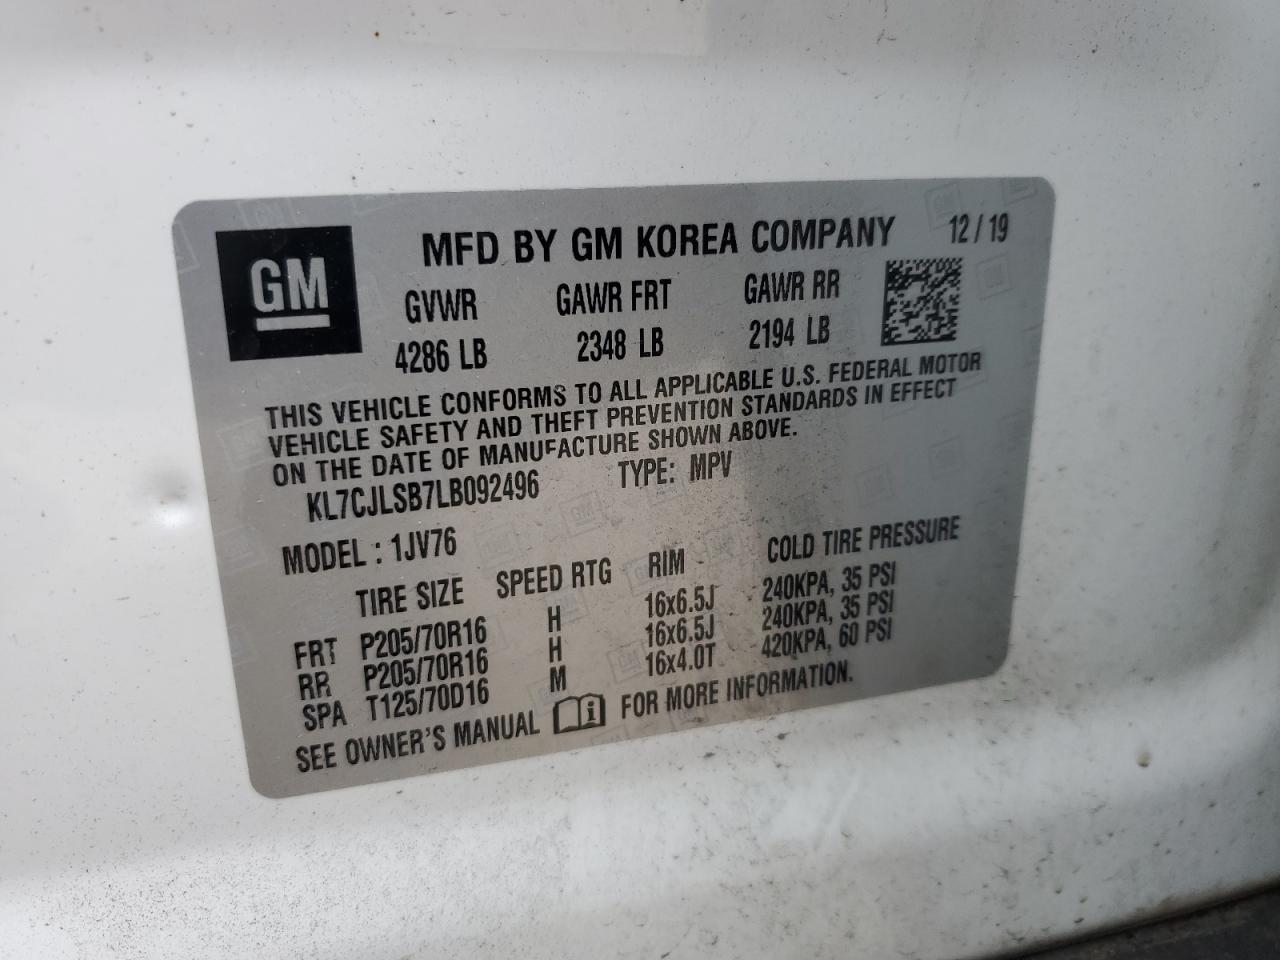 GM
MFD BY GM KOREA COMPANY 12 / 19
GVWR GAWR FRT GAWR RR
4286 LB 2348 LB 2194 LB
THIS VEHICLE CONFORMS TO ALL APPLICABLE U.S. FEDERAL MOTOR
VEHICLE SAFETY AND THEFT PREVENTION STANDARDS IN EFFECT
ON THE DATE OF MANUFACTURE SHOWN ABOVE.
KL7CJLSB7LB092496 TYPE: MPV
MODEL : 1JV76
TIRE SIZE SPEED RTG RIM COLD TIRE PRESSURE
FRT P205/70R16 H 16x6.5J 240KPA, 35 PSI
RR P205/70R16 H 16x6.5J 240KPA, 35 PSI
SPA T125/70D16 M 16x4.0T 420KPA, 60 PSI
SEE OWNER'S MANUAL i FOR MORE INFORMATION.